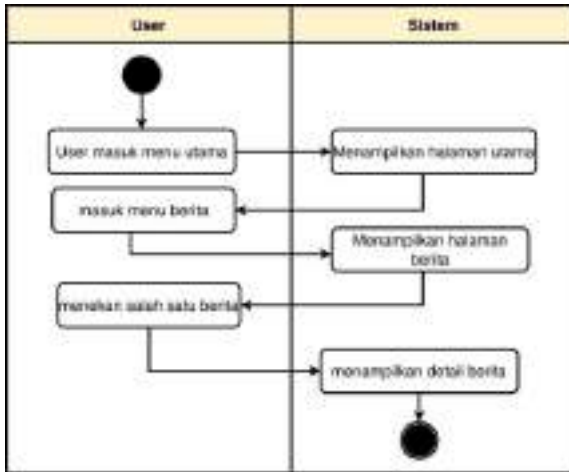 User
Sistem
User masuk menu utama
Menampilkan halaman utama
masuk menu berita
Menampilkan halaman
berita
menekan salah satu berita
menampilkan detail berita